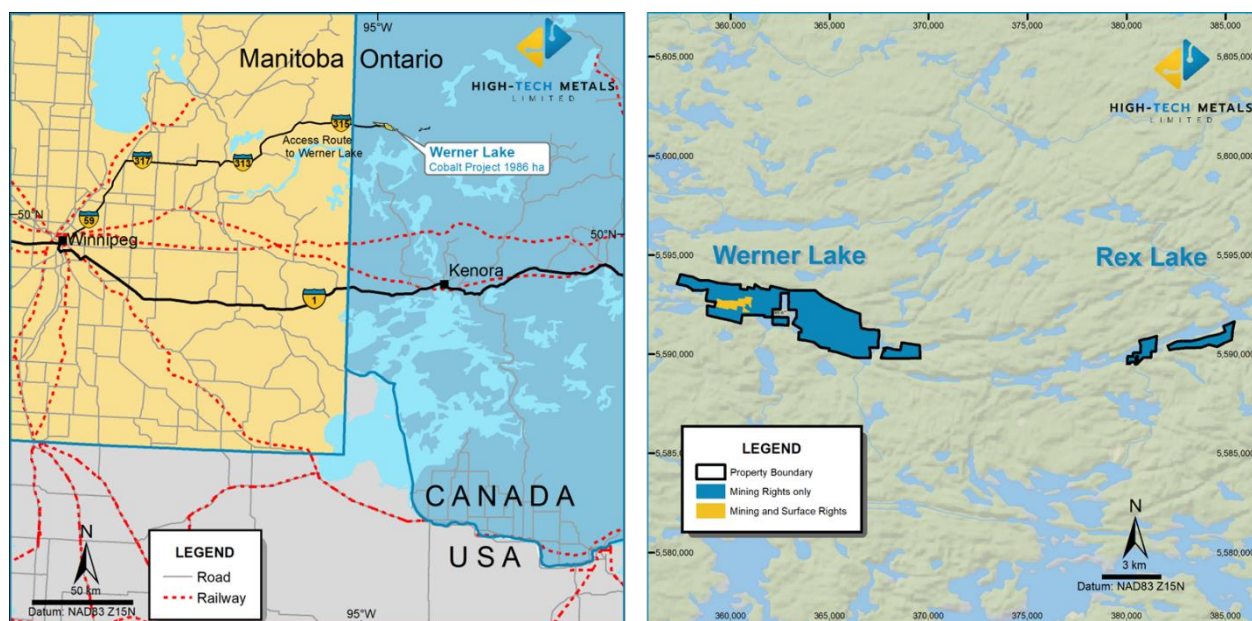 95°W
Manitoba Ontario
HIGH-TECH METALS
LIMITED
315
Access Route
to Werner Lake
Werner Lake
Cobalt Project 1986 ha
317
313
50°N
59
Winnipeg
50°N
Kenora
1
CANADA
USA
N
50 km
Datum: NAD83 Z15N
LEGEND
Road
Railway
95°W
360,000 365,000 370,000 375,000 380,000 385,000
5,605,000 5,605,000
HIGH-TECH METALS
LIMITED
5,600,000 5,600,000
5,595,000 5,595,000
Werner Lake Rex Lake
5,590,000 5,590,000
LEGEND
Property Boundary
Mining Rights only
Mining and Surface Rights
5,585,000 5,585,000
N
3 km
Datum: NAD83 Z15N
5,580,000 5,580,000
360,000 365,000 370,000 375,000 380,000 385,000